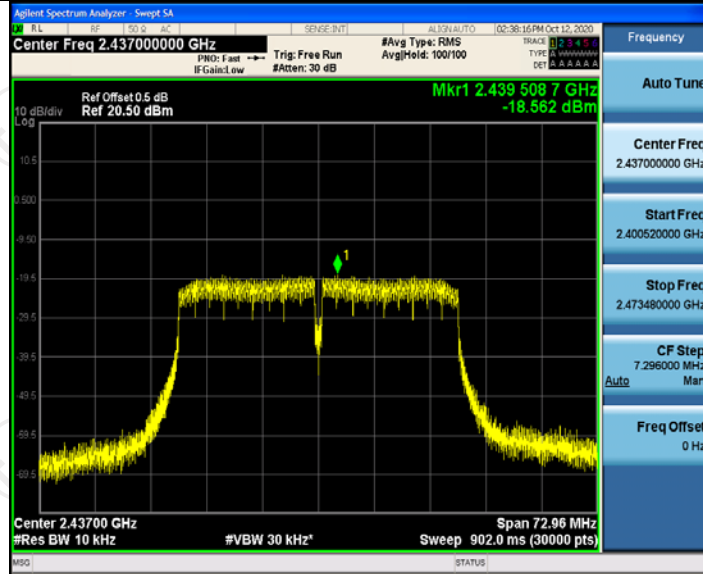 Agilent Spectrum Analyzer - Swept SA
RL RF 50 Ω AC SENSE:INT ALIGN AUTO 02:38:16 PM Oct 12, 2020
Center Freq 2.437000000 GHz
PNO: Fast
IFGain:Low
Trig: Free Run
#Atten: 30 dB
#Avg Type: RMS
Avg|Hold: 100/100
TRACE 1 2 3 4 5 6
TYPE A WWWWW
DET A A A A A A
Ref Offset 0.5 dB
10 dB/div Ref 20.50 dBm
Log
Mkr1 2.439 508 7 GHz
-18.562 dBm
10.5
0.500
-9.50
-19.5
-29.5
-39.5
-49.5
-59.5
-69.5
1
Center 2.43700 GHz Span 72.96 MHz
#Res BW 10 kHz #VBW 30 kHz* Sweep 902.0 ms (30000 pts)
MSG STATUS
Frequency
Auto Tune
Center Freq
2.437000000 GHz
Start Freq
2.400520000 GHz
Stop Freq
2.473480000 GHz
CF Step
7.296000 MHz
Auto Man
Freq Offset
0 Hz